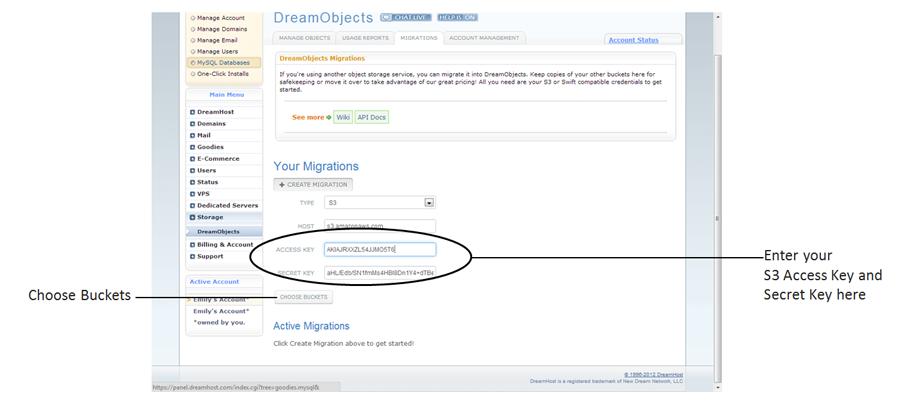 Manage Account
Manage Domains
Manage Email
Manage Users
MySQL Databases
One-Click Installs
Main Menu
DreamHost
Domains
Mail
Goodies
E-Commerce
Users
Status
VPS
Dedicated Servers
Storage
DreamObjects
Billing & Account
Support
Active Account
Emily's Account*
Emily's Account*
*owned by you.
DreamObjects CHAT LIVE HELP IS ON
MANAGE OBJECTS USAGE REPORTS MIGRATIONS ACCOUNT MANAGEMENT
Account Status
DreamObjects Migrations
If you're using another object storage service, you can migrate it into DreamObjects. Keep copies of your other buckets here for
safekeeping or move it over to take advantage of our great pricing! All you need are your S3 or Swift compatible credentials to get
started.
See more Wiki API Docs
Your Migrations
+ CREATE MIGRATION
TYPE S3
HOST s3.amazonaws.com
ACCESS KEY
SECRET KEY
CHOOSE BUCKETS
Active Migrations
Click Create Migration above to get started!
© 1996-2012 DreamHost
DreamHost is a registered trademark of New Dream Network, LLC
https://panel.dreamhost.com/index.cgi?tree=goodies.mysql&
Choose Buckets
Enter your
S3 Access Key and
Secret Key here